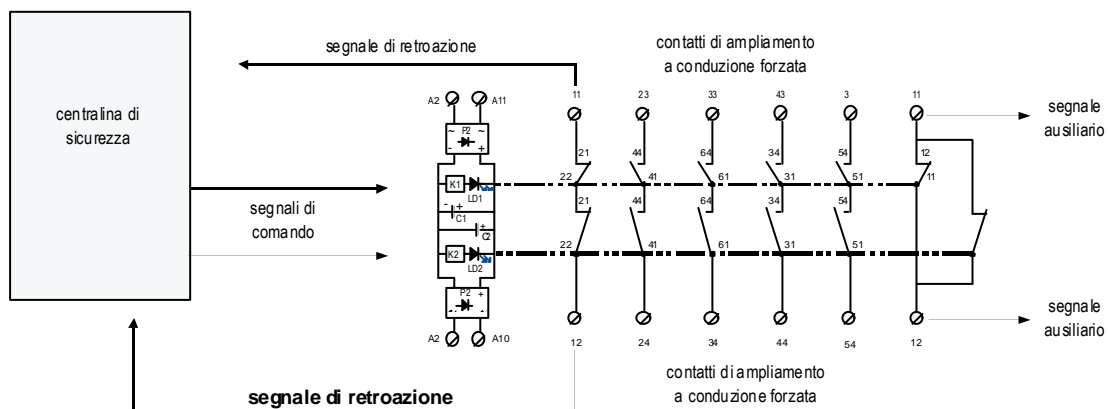 segnale di retroazione
contatti di ampliamento
a conduzione forzata
centralina di
sicurezza
A2
A11
11
23
33
43
3
11
segnale
ausiliario
~
P2
~
-
+
21
44
64
34
54
12
K1
LD1
22
41
61
31
51
11
segnali di
comando
-
+
C1
+
C2
21
44
64
34
54
K2
LD2
22
41
61
31
51
P2
+
-
A2
A10
12
24
34
44
54
12
segnale
ausiliario
segnale di retroazione
contatti di ampliamento
a conduzione forzata